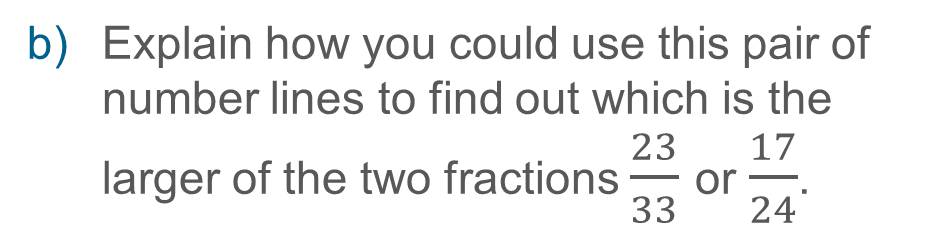 b) Explain how you could use this pair of
number lines to find out which is the
larger of the two fractions 23/33 or 17/24.